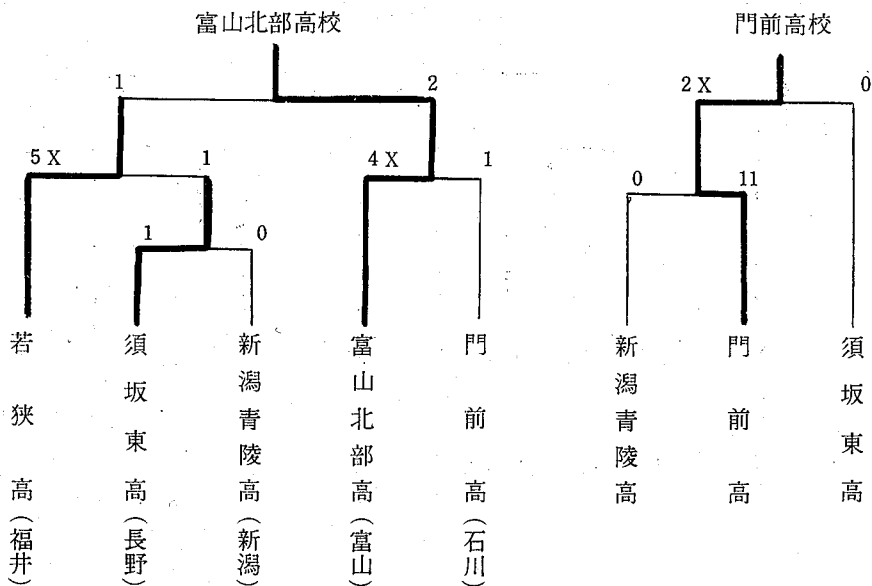 富山北部高校 門前高校
1 2 2X 0
5X 1 4X 1 0 11
1 0
若狭高(福井)
須坂東高(長野)
新潟青陵高(新潟)
富山北部高(富山)
門前高(石川)
新潟青陵高
門前高
須坂東高